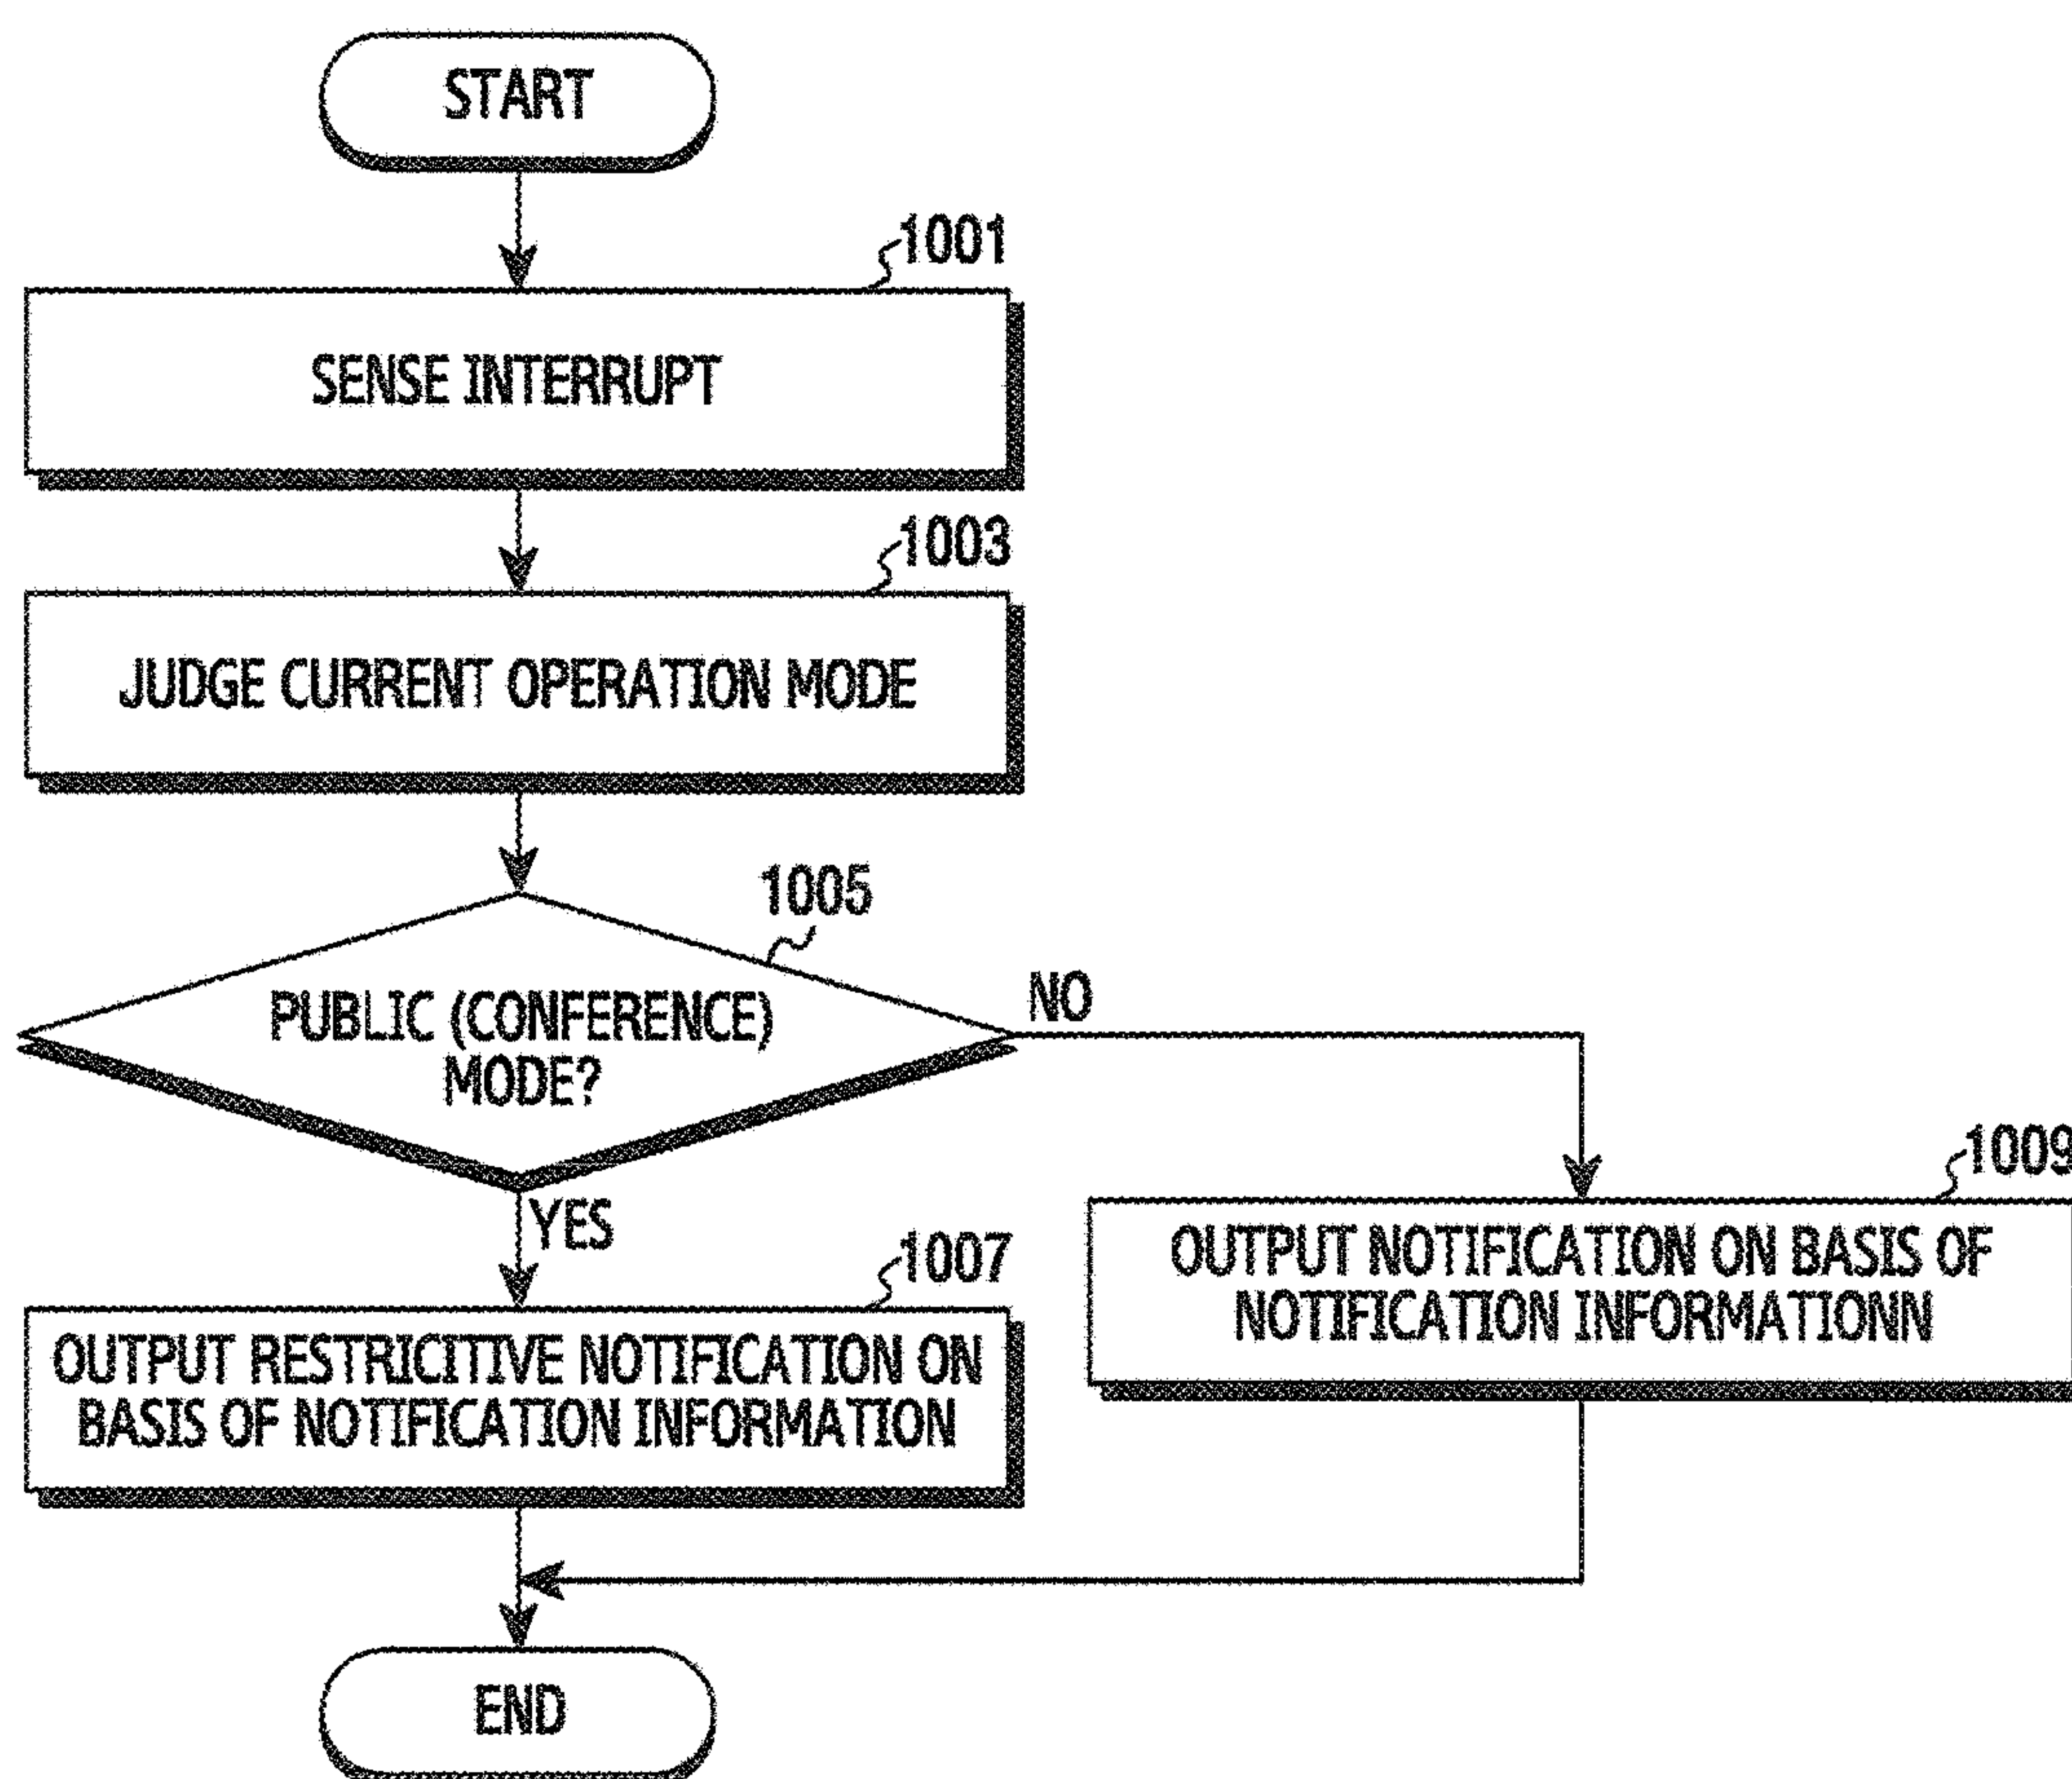 START
1001
SENSE INTERRUPT
1003
JUDGE CURRENT OPERATION MODE
1005
PUBLIC (CONFERENCE)
MODE?
NO
YES
1009
OUTPUT NOTIFICATION ON BASIS OF
NOTIFICATION INFORMATIONN
1007
OUTPUT RESTRICITIVE NOTIFICATION ON
BASIS OF NOTIFICATION INFORMATION
END